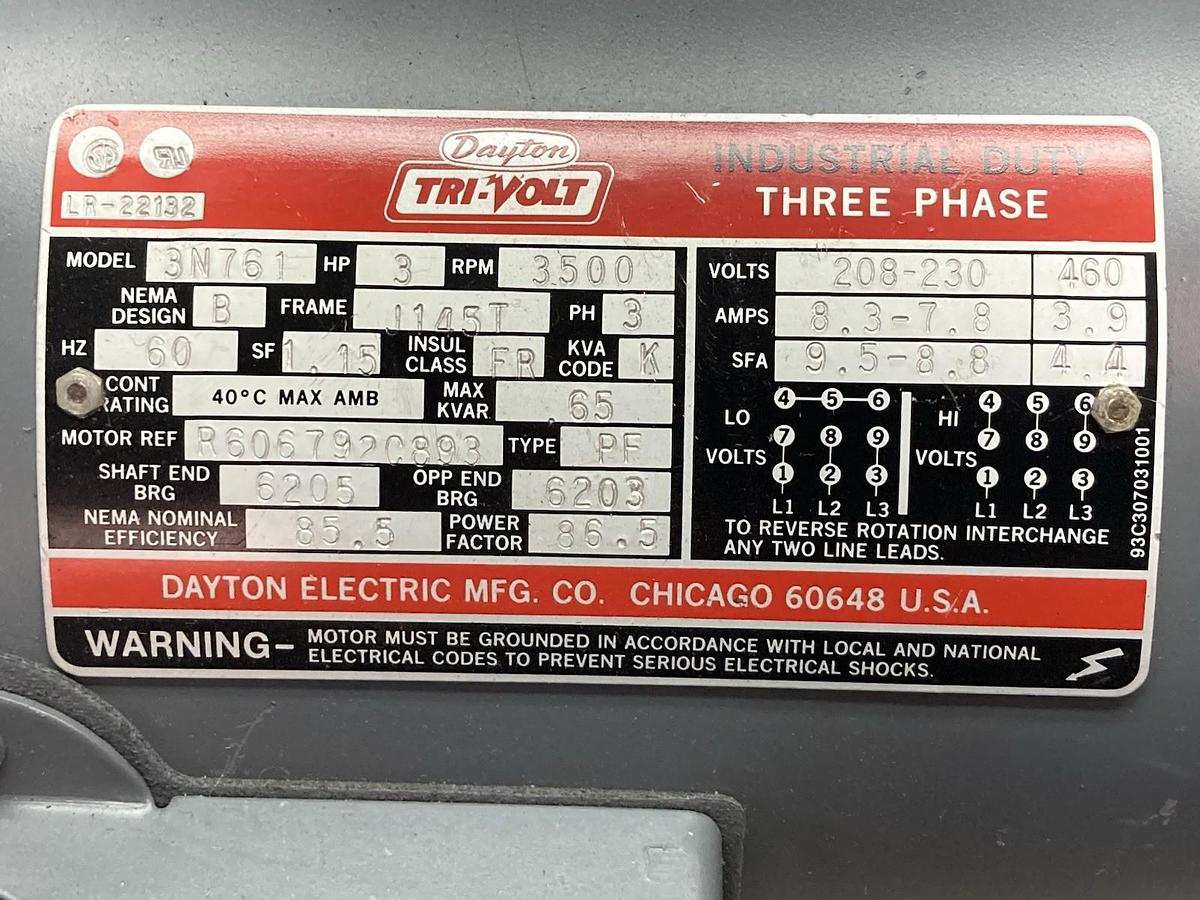 LR-22132
Dayton
TRI-VOLT
INDUSTRIAL DUTY
THREE PHASE
MODEL 3N761 HP 3 RPM 3500
NEMA DESIGN B FRAME J145T PH 3
HZ 60 SF 1.15 INSUL CLASS FR KVA CODE K
CONT RATING 40°C MAX AMB MAX KVAR .65
MOTOR REF R606792C893 TYPE PF
SHAFT END BRG 6205 OPP END BRG 6203
NEMA NOMINAL EFFICIENCY 85.5 POWER FACTOR 86.5
VOLTS 208-230 460
AMPS 8.3-7.8 3.9
SFA 9.5-8.8 4.4
LO VOLTS
4 5 6
7 8 9
1 2 3
L1 L2 L3
HI VOLTS
4 5 6
7 8 9
1 2 3
L1 L2 L3
TO REVERSE ROTATION INTERCHANGE
ANY TWO LINE LEADS.
93C307031001
DAYTON ELECTRIC MFG. CO. CHICAGO 60648 U.S.A.
WARNING- MOTOR MUST BE GROUNDED IN ACCORDANCE WITH LOCAL AND NATIONAL
ELECTRICAL CODES TO PREVENT SERIOUS ELECTRICAL SHOCKS.